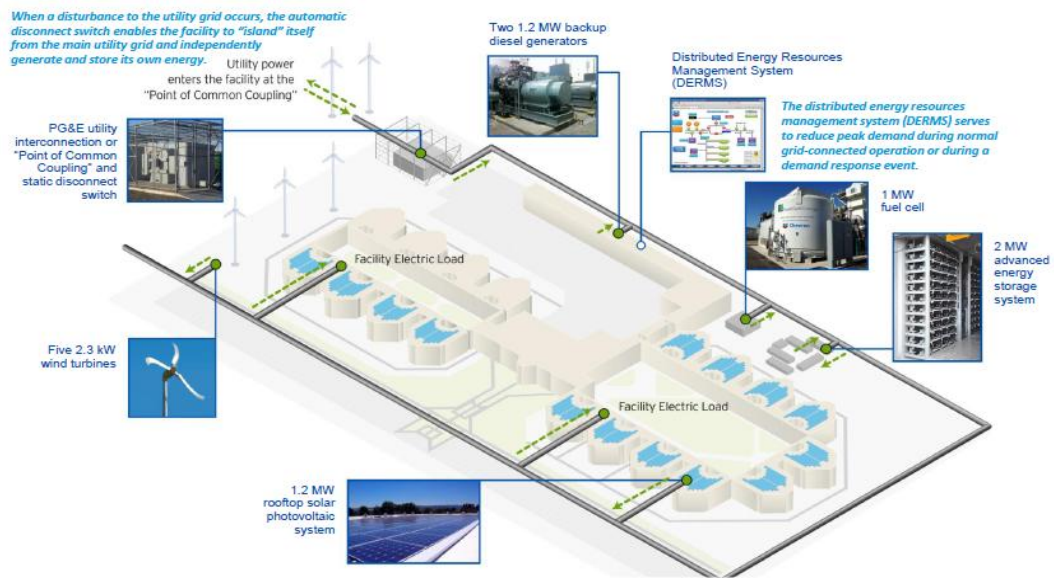 When a disturbance to the utility grid occurs, the automatic
disconnect switch enables the facility to “island” itself
from the main utility grid and independently
generate and store its own energy.
Utility power
enters the facility at the
“Point of Common Coupling”
Two 1.2 MW backup
diesel generators
Distributed Energy Resources
Management System
(DERMS)
The distributed energy resources
management system (DERMS) serves
to reduce peak demand during normal
grid-connected operation or during a
demand response event.
PG&E utility
interconnection or
“Point of Common
Coupling” and
static disconnect
switch
1 MW
fuel cell
2 MW
advanced
energy
storage
system
Facility Electric Load
Five 2.3 kW
wind turbines
Facility Electric Load
1.2 MW
rooftop solar
photovoltaic
system